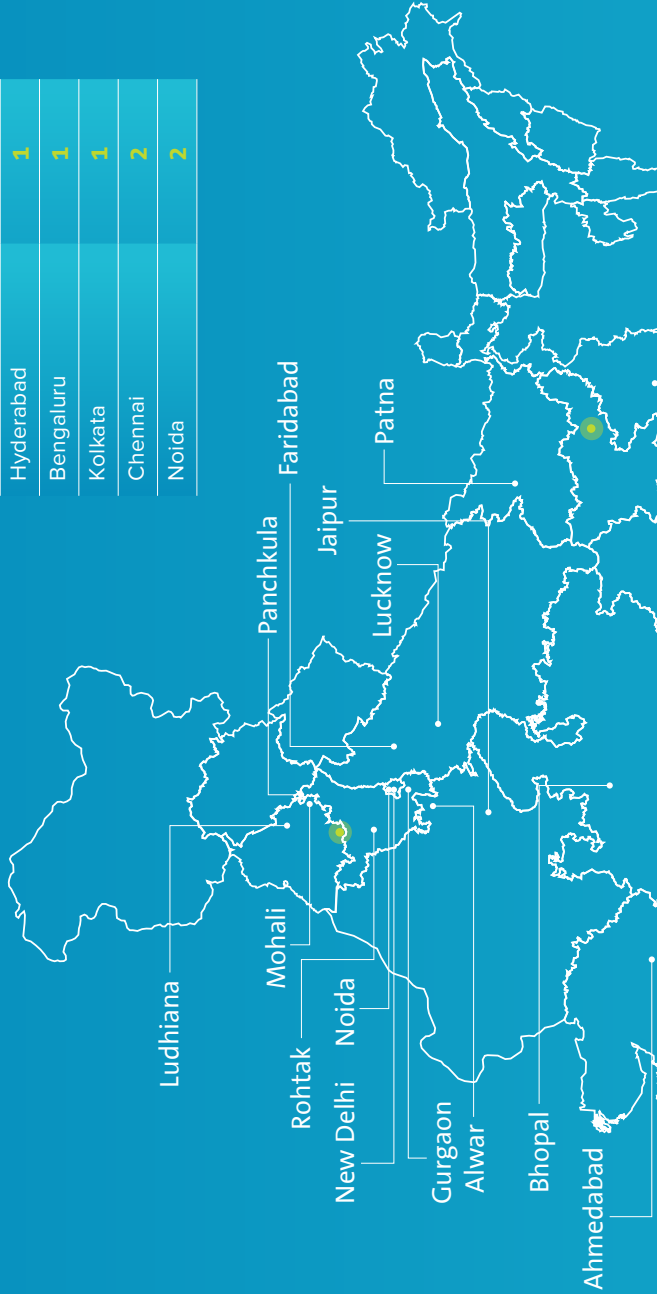 Hyderabad 1
Bengaluru 1
Kolkata 1
Chennai 2
Noida 2
Ludhiana
Panchkula
Mohali
Faridabad
Rohtak
Jaipur
New Delhi
Noida
Lucknow
Patna
Gurgaon
Alwar
Bhopal
Ahmedabad